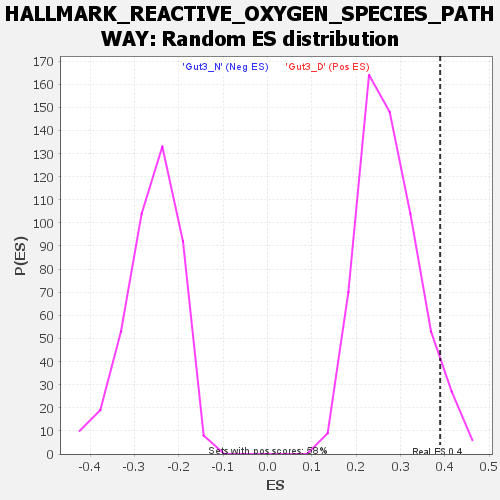 HALLMARK_REACTIVE_OXYGEN_SPECIES_PATH
WAY: Random ES distribution
'Gut3_N' (Neg ES) 'Gut3_D' (Pos ES)
170
160
150
140
130
120
110
100
90
80
70
60
50
40
30
20
10
0
P(ES)
Sets with pos scores: 58%
Real ES 0.4
-0.4 -0.3 -0.2 -0.1 0.0 0.1 0.2 0.3 0.4 0.5
ES